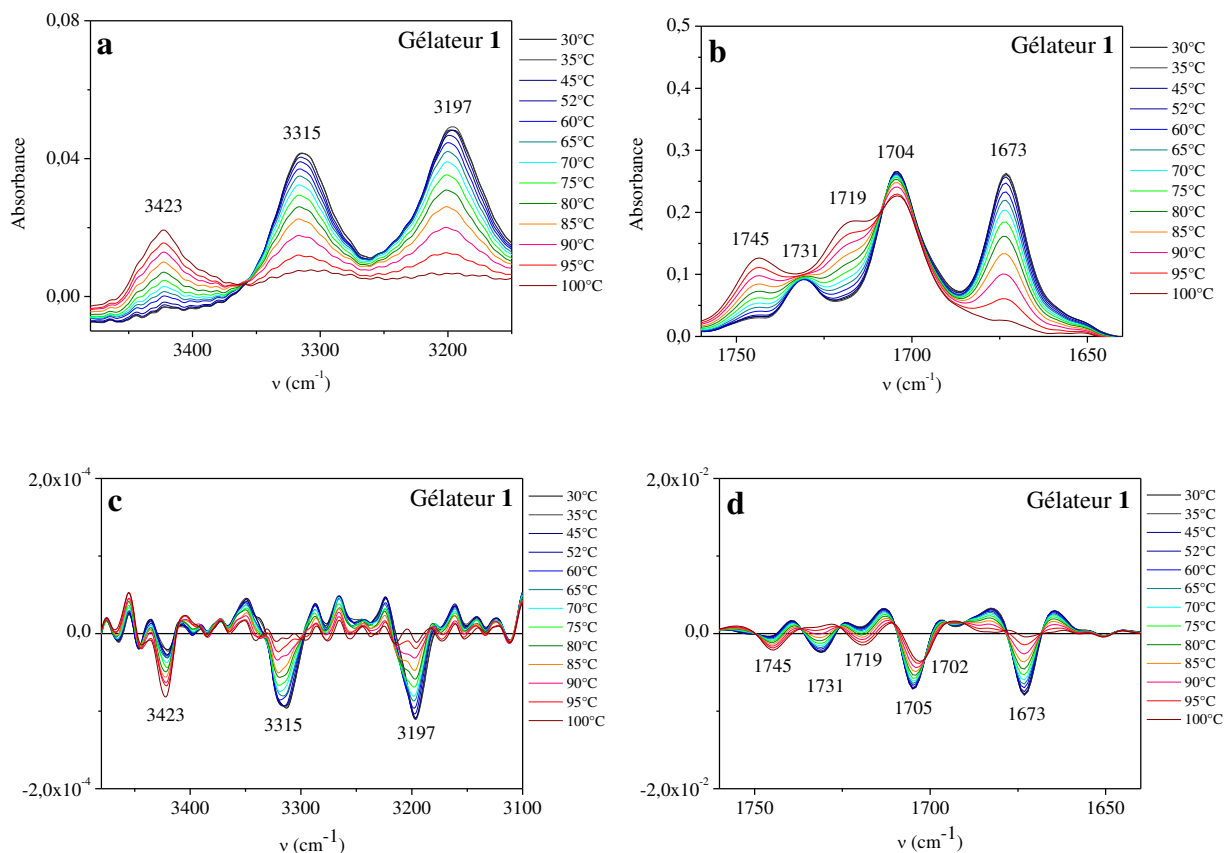 a
Gélateur 1
0,08
0,04
0,00
Absorbance
3423
3315
3197
3400
3300
3200
ν (cm-1)
30°C
35°C
45°C
52°C
60°C
65°C
70°C
75°C
80°C
85°C
90°C
95°C
100°C
b
Gélateur 1
0,5
0,4
0,3
0,2
0,1
0,0
Absorbance
1745
1731
1719
1704
1673
1750
1700
1650
ν (cm-1)
30°C
35°C
45°C
52°C
60°C
65°C
70°C
75°C
80°C
85°C
90°C
95°C
100°C
c
Gélateur 1
2,0x10-4
0,0
-2,0x10-4
3423
3315
3197
3400
3300
3200
3100
ν (cm-1)
30°C
35°C
45°C
52°C
60°C
65°C
70°C
75°C
80°C
85°C
90°C
95°C
100°C
d
Gélateur 1
2,0x10-2
0,0
-2,0x10-2
1745
1731
1719
1705
1702
1673
1750
1700
1650
ν (cm-1)
30°C
35°C
45°C
52°C
60°C
65°C
70°C
75°C
80°C
85°C
90°C
95°C
100°C